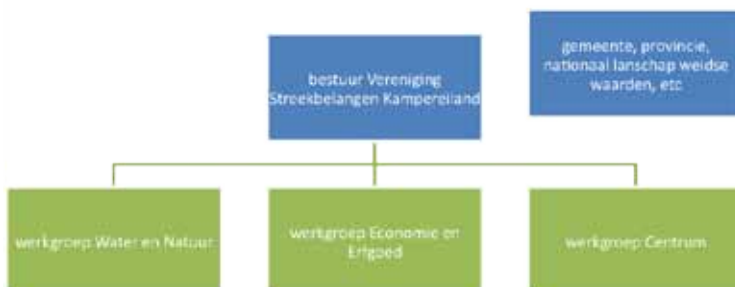 bestuur Vereniging
Streekbelangen Kampereiland
gemeente, provincie,
nationaal lanschap weidse
waarden, etc
werkgroep Water en Natuur
werkgroep Economie en
Erfgoed
werkgroep Centrum